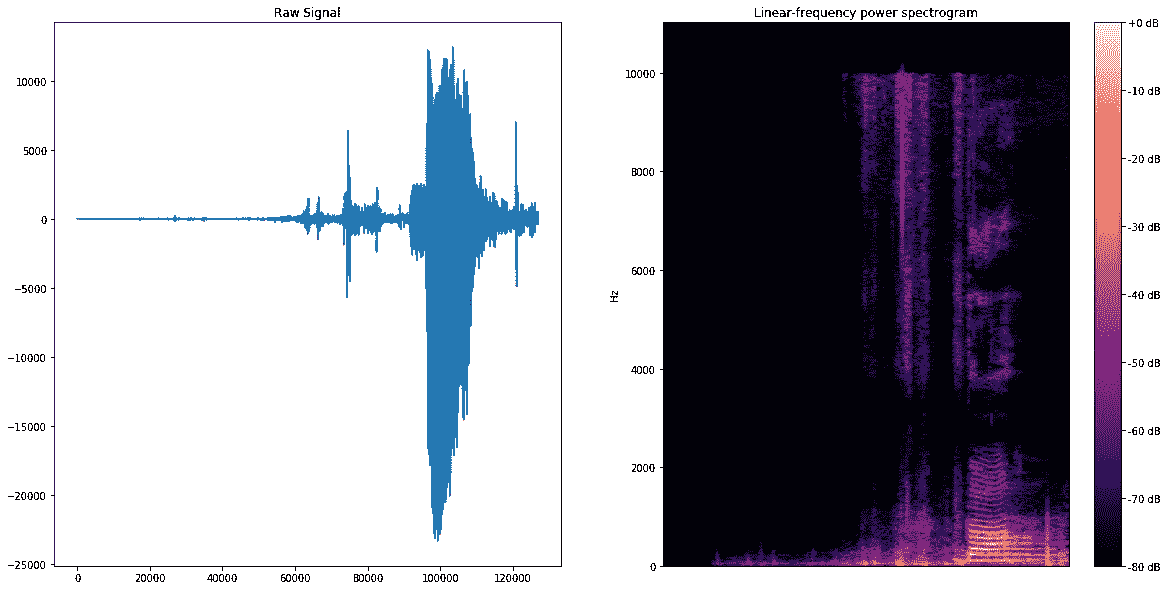 Raw Signal
10000
5000
0
−5000
−10000
−15000
−20000
−25000
0 20000 40000 60000 80000 100000 120000
Linear-frequency power spectrogram
Hz
10000
8000
6000
4000
2000
0
+0 dB
-10 dB
-20 dB
-30 dB
-40 dB
-50 dB
-60 dB
-70 dB
-80 dB